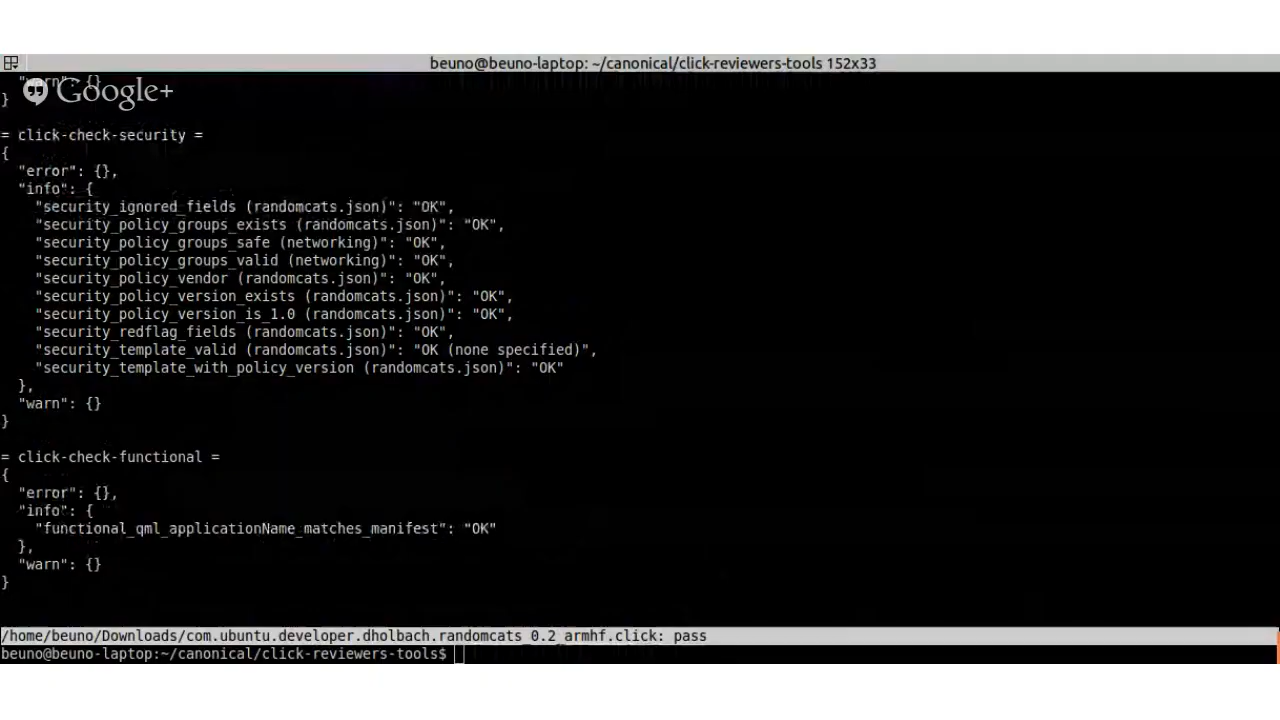 beuno@beuno-laptop: ~/canonical/click-reviewers-tools 152x33
"warn": {}
Google+
}
= click-check-security =
{
"error": {},
"info": {
"security_ignored_fields (randomcats.json)": "OK",
"security_policy_groups_exists (randomcats.json)": "OK",
"security_policy_groups_safe (networking)": "OK",
"security_policy_groups_valid (networking)": "OK",
"security_policy_vendor (randomcats.json)": "OK",
"security_policy_version_exists (randomcats.json)": "OK",
"security_policy_version_is_1.0 (randomcats.json)": "OK",
"security_redflag_fields (randomcats.json)": "OK",
"security_template_valid (randomcats.json)": "OK (none specified)",
"security_template_with_policy_version (randomcats.json)": "OK"
},
"warn": {}
}
= click-check-functional =
{
"error": {},
"info": {
"functional_qml_applicationName_matches_manifest": "OK"
},
"warn": {}
}
/home/beuno/Downloads/com.ubuntu.developer.dholbach.randomcats_0.2_armhf.click: pass
beuno@beuno-laptop:~/canonical/click-reviewers-tools$